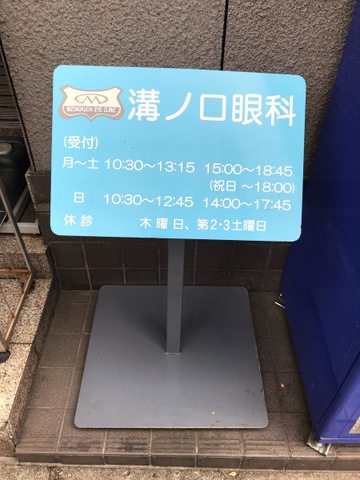 MIZONOKUCHI EYE CLINIC
溝ノ口眼科
(受付)
月〜土 10:30〜13:15 15:00〜18:45
(祝日 〜18:00)
日 10:30〜12:45 14:00〜17:45
休診 木曜日、第2・3土曜日